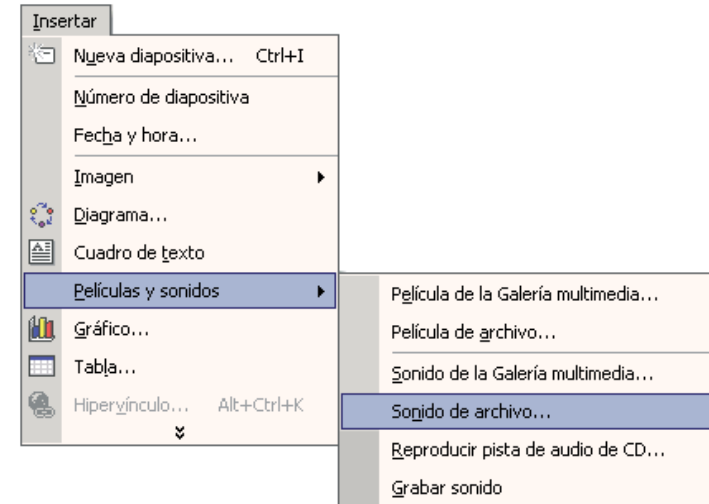 Insertar
Nueva diapositiva... Ctrl+I
Número de diapositiva
Fecha y hora...
Imagen
Diagrama...
Cuadro de texto
Películas y sonidos
Gráfico...
Tabla...
Hipervínculo... Alt+Ctrl+K
Película de la Galería multimedia...
Película de archivo...
Sonido de la Galería multimedia...
Sonido de archivo...
Reproducir pista de audio de CD...
Grabar sonido